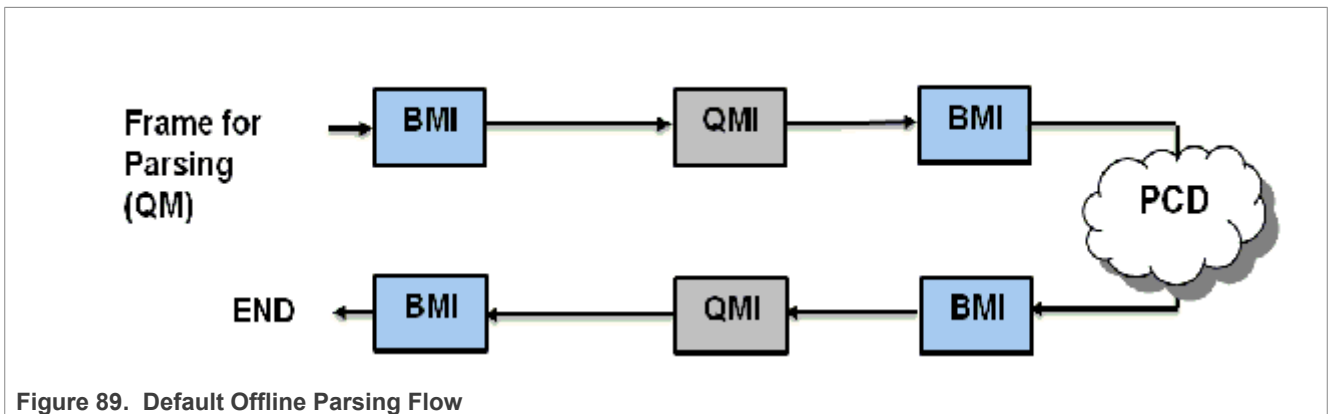 Frame for
Parsing
(QM)
BMI
QMI
BMI
PCD
END
BMI
QMI
BMI
Figure 89. Default Offline Parsing Flow